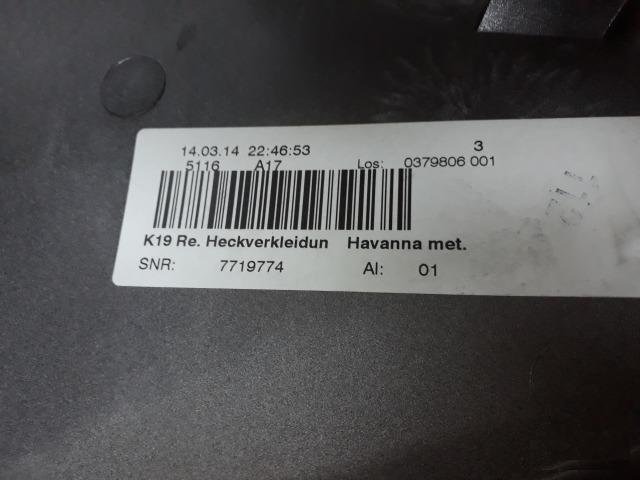 3
14.03.14 22:46:53
5116 A17 Los: 0379806 001
K19 Re. Heckverkleidun Havanna met.
SNR: 7719774 AI: 01